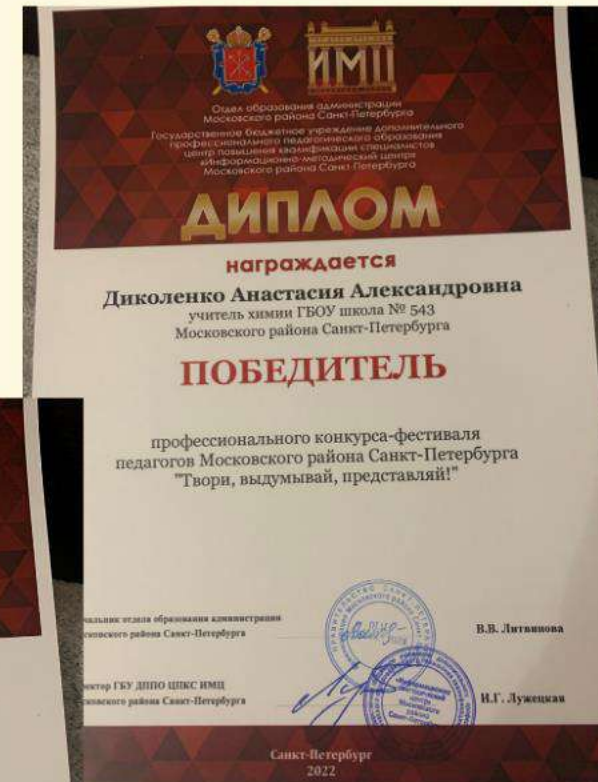 ИМЦ
Отдел образования администрации
Московского района Санкт-Петербурга
Государственное бюджетное учреждение дополнительного
профессионального педагогического образования
центр повышения квалификации специалистов
«Информационно-методический центр»
Московского района Санкт-Петербурга
ДИПЛОМ
награждается
Диколенко Анастасия Александровна
учитель химии ГБОУ школа № 543
Московского района Санкт-Петербурга
ПОБЕДИТЕЛЬ
профессионального конкурса-фестиваля
педагогов Московского района Санкт-Петербурга
"Твори, выдумывай, представляй!"
отдела образования администрации
района Санкт-Петербурга
В.В. Литвинова
ГБУ ДППО ЦПКС ИМЦ
района Санкт-Петербурга
И.Г. Лужецкая
Санкт-Петербург
2022